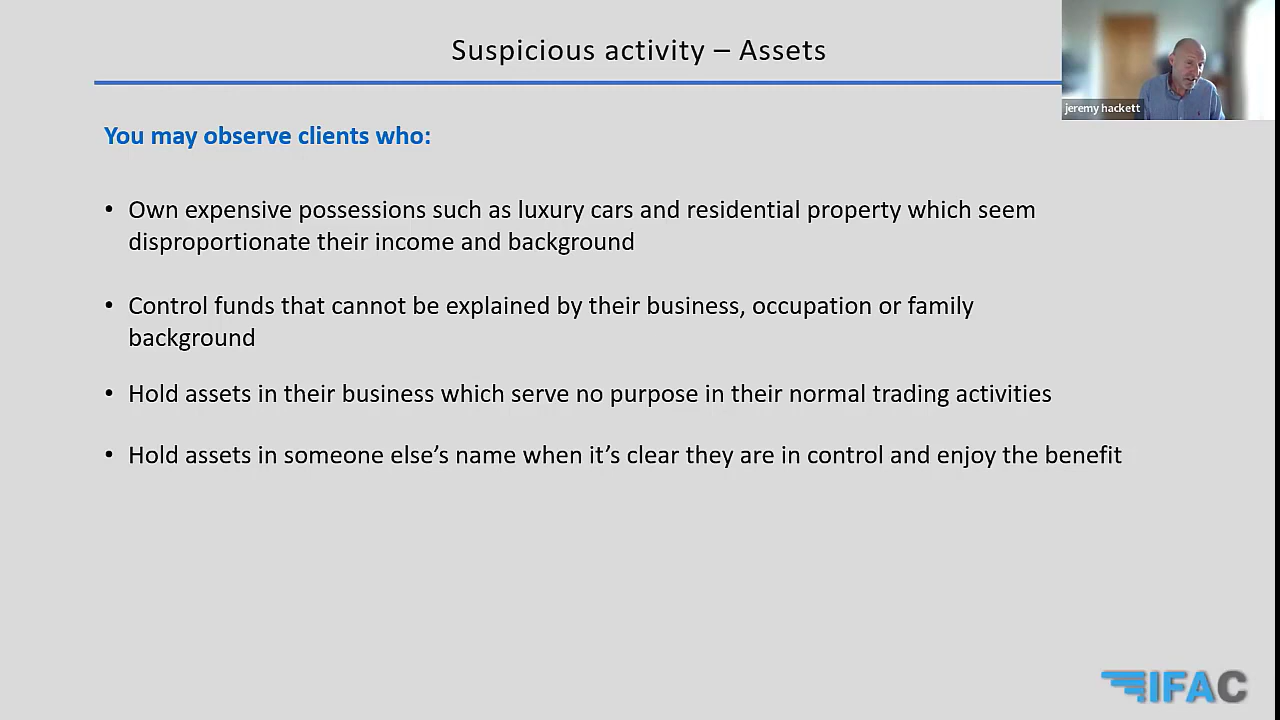 Suspicious activity – Assets
jeremy hackett
You may observe clients who:
• Own expensive possessions such as luxury cars and residential property which seem
disproportionate their income and background
• Control funds that cannot be explained by their business, occupation or family
background
• Hold assets in their business which serve no purpose in their normal trading activities
• Hold assets in someone else’s name when it’s clear they are in control and enjoy the benefit
IFAC